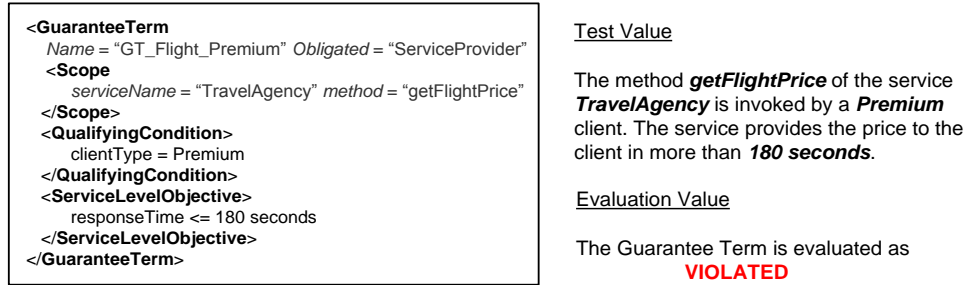 <GuaranteeTerm
Name = “GT_Flight_Premium” Obligated = “ServiceProvider”
<Scope
serviceName = “TravelAgency” method = “getFlightPrice”
</Scope>
<QualifyingCondition>
clientType = Premium
</QualifyingCondition>
<ServiceLevelObjective>
responseTime <= 180 seconds
</ServiceLevelObjective>
</GuaranteeTerm>
Test Value
The method getFlightPrice of the service
TravelAgency is invoked by a Premium
client. The service provides the price to the
client in more than 180 seconds.
Evaluation Value
The Guarantee Term is evaluated as
VIOLATED